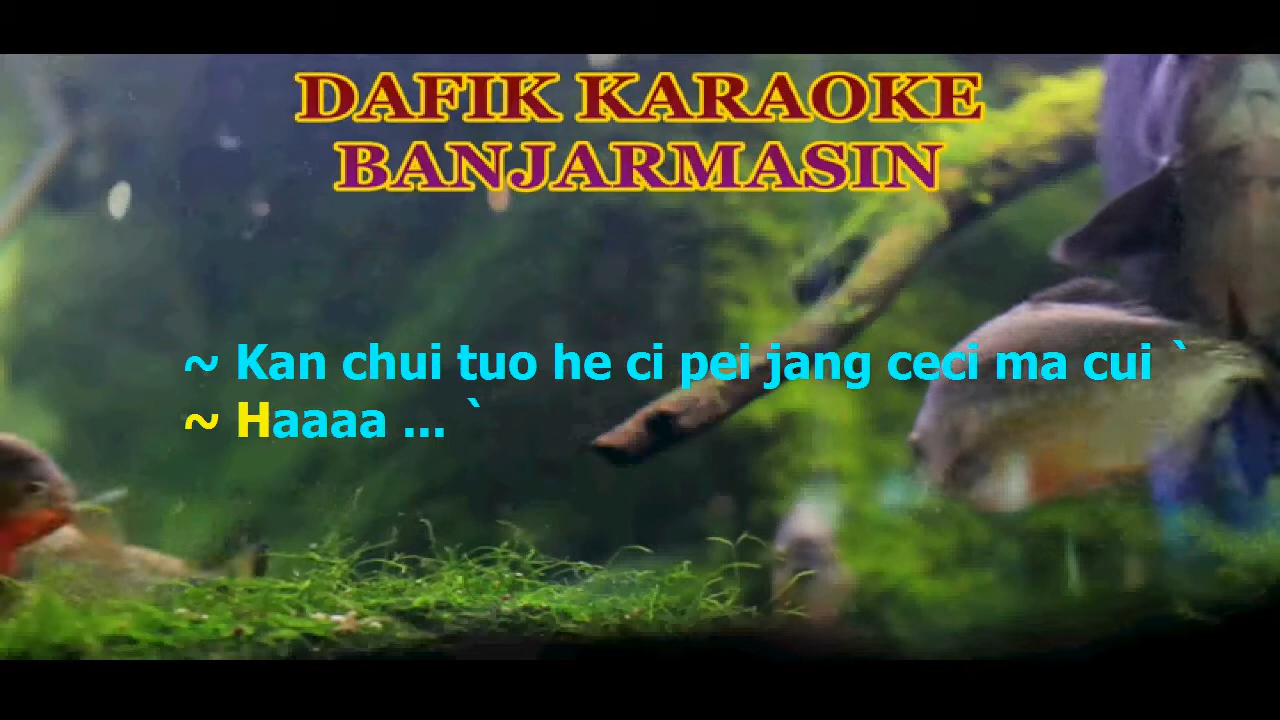 DAFIK KARAOKE
BANJARMASIN
~ Kan chui tuo he ci pei jang ceci ma cui `
~ Haaaa ... `